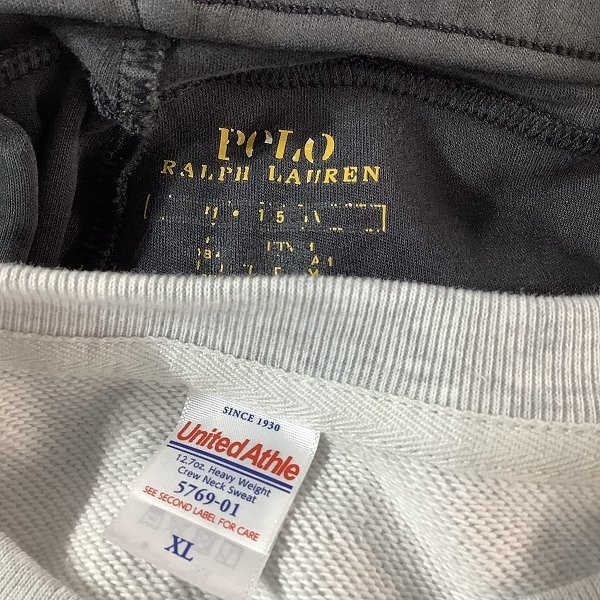 POLO
RALPH LAUREN
SINCE 1930
United Athle
12.7oz. Heavy Weight
Crew Neck Sweat
5769-01
SEE SECOND LABEL FOR CARE
XL